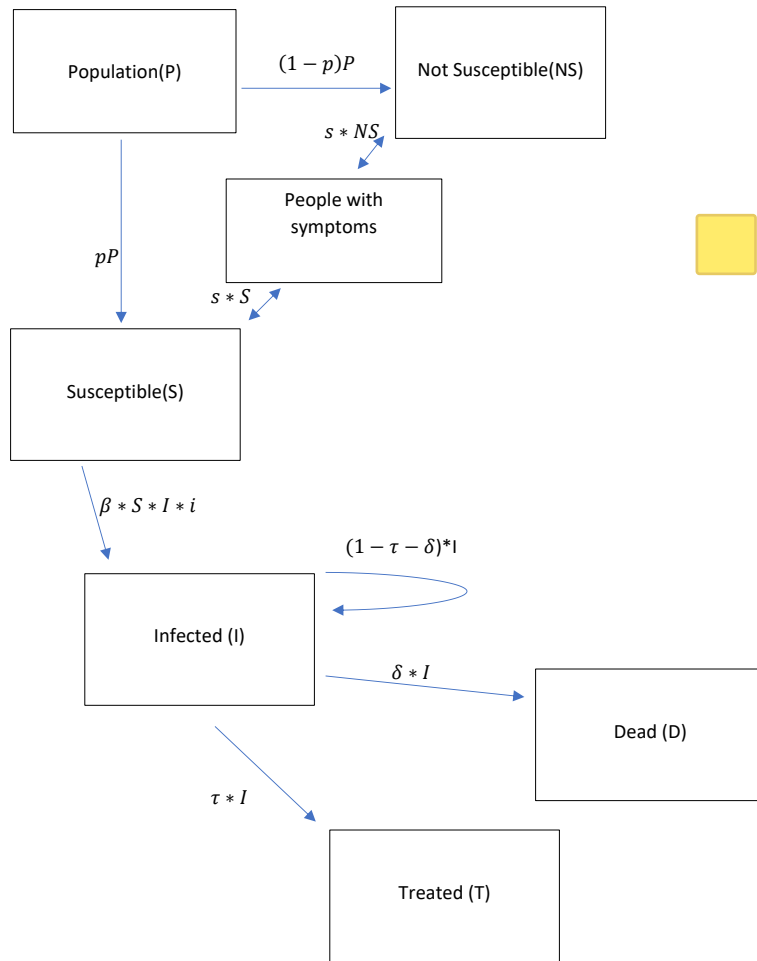 Population(P)
(1 − p)P
Not Susceptible(NS)
s ∗ NS
People with
symptoms
pP
s ∗ S
Susceptible(S)
β ∗ S ∗ I ∗ i
(1 − τ − δ)*I
Infected (I)
δ ∗ I
Dead (D)
τ ∗ I
Treated (T)